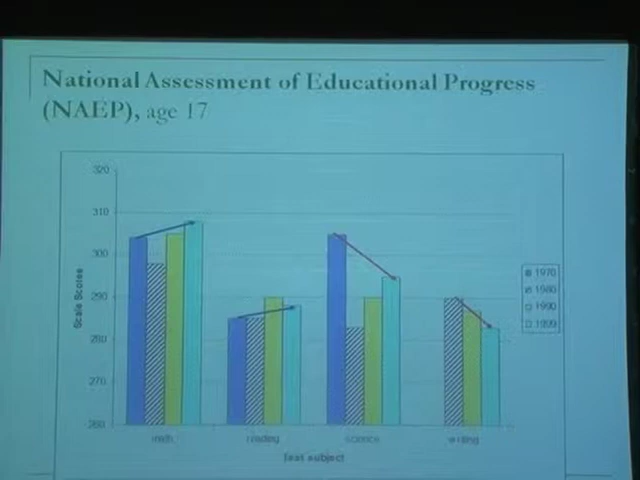 National Assessment of Educational Progress
(NAEP), age 17
320
310
300
290
280
270
260
Scale Scores
1970
1980
1990
1999
math
reading
science
writing
Test subject